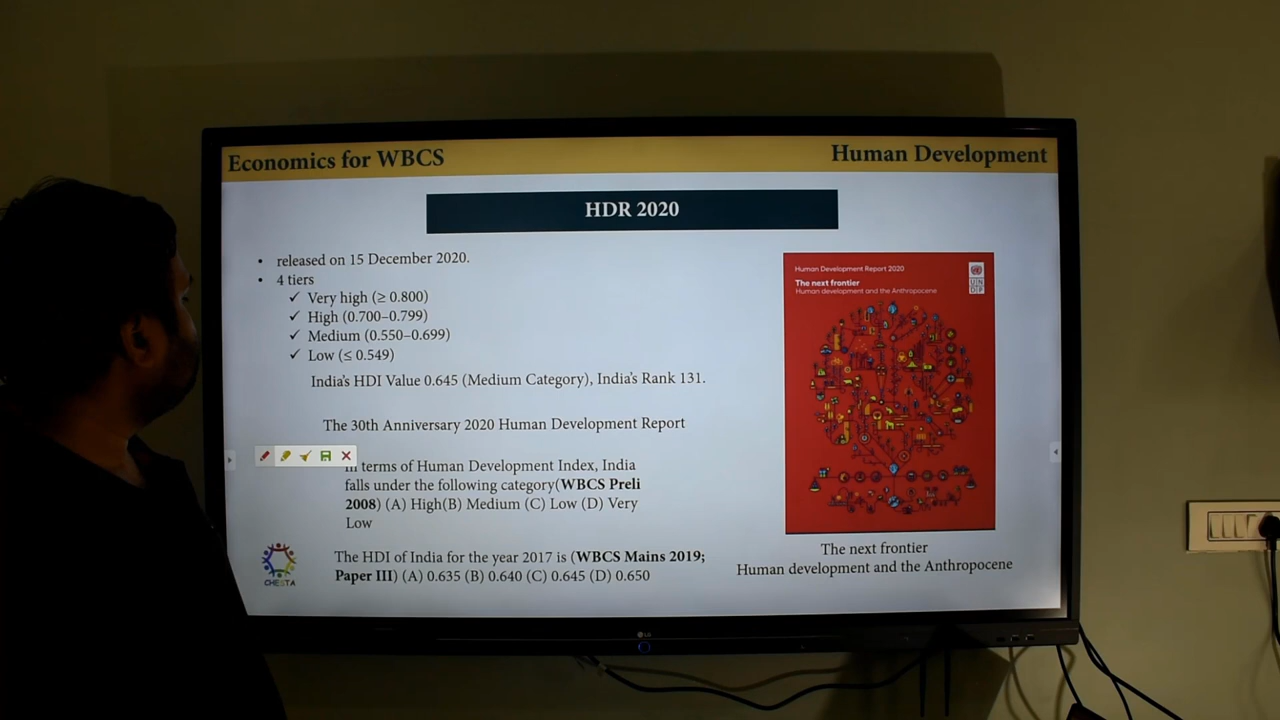 Economics for WBCS
Human Development
HDR 2020
• released on 15 December 2020.
• 4 tiers
✓ Very high (≥ 0.800)
✓ High (0.700–0.799)
✓ Medium (0.550–0.699)
✓ Low (≤ 0.549)
India's HDI Value 0.645 (Medium Category), India's Rank 131.
The 30th Anniversary 2020 Human Development Report
In terms of Human Development Index, India
falls under the following category(WBCS Preli
2008) (A) High(B) Medium (C) Low (D) Very
Low
The HDI of India for the year 2017 is (WBCS Mains 2019;
Paper III) (A) 0.635 (B) 0.640 (C) 0.645 (D) 0.650
CHESTA
Human Development Report 2020
The next frontier
Human development and the Anthropocene
UN
DP
The next frontier
Human development and the Anthropocene
LG